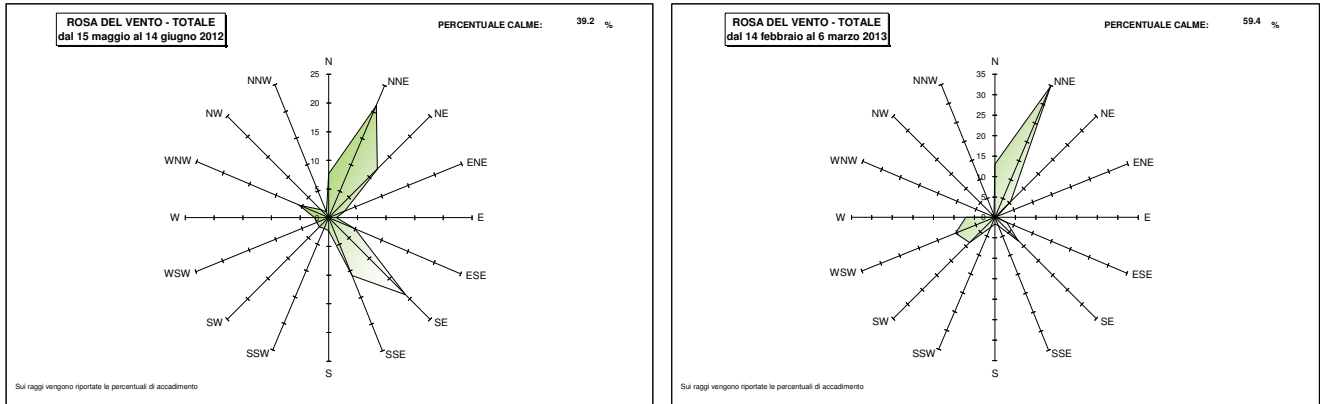 ROSA DEL VENTO - TOTALE
dal 15 maggio al 14 giugno 2012
PERCENTUALE CALME: 39.2 %
N
NNE
NE
ENE
E
ESE
SE
SSE
S
SSW
SW
WSW
W
WNW
NW
NNW
25
20
15
10
5
0
Sui raggi vengono riportate le percentuali di accadimento
ROSA DEL VENTO - TOTALE
dal 14 febbraio al 6 marzo 2013
PERCENTUALE CALME: 59.4 %
N
NNE
NE
ENE
E
ESE
SE
SSE
S
SSW
SW
WSW
W
WNW
NW
NNW
35
30
25
20
15
10
5
0
Sui raggi vengono riportate le percentuali di accadimento